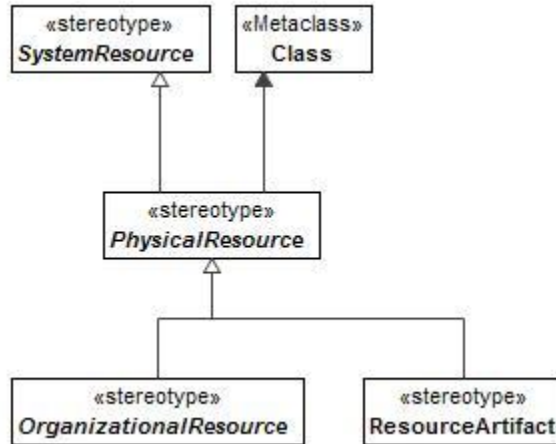 «stereotype»
SystemResource
«Metaclass»
Class
«stereotype»
PhysicalResource
«stereotype»
OrganizationalResource
«stereotype»
ResourceArtifact